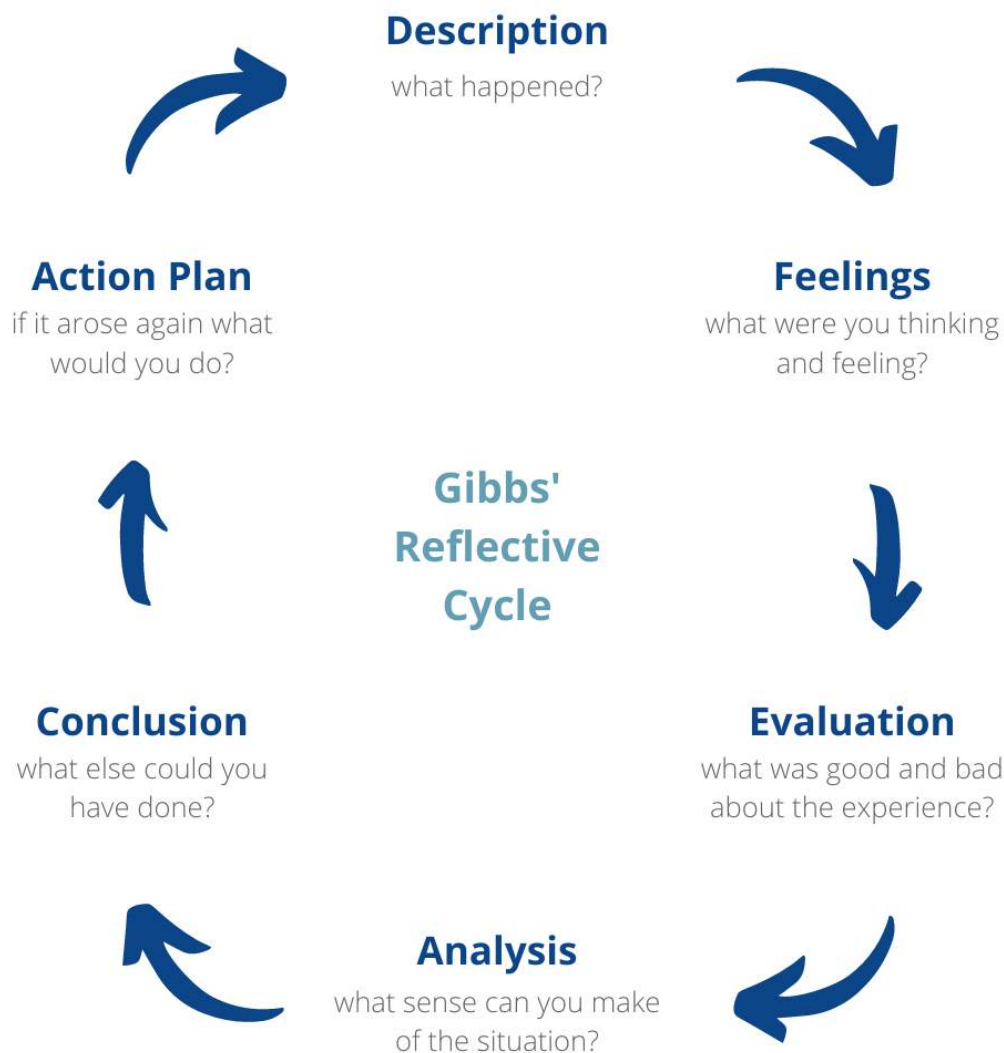 Description
what happened?
Feelings
what were you thinking
and feeling?
Evaluation
what was good and bad
about the experience?
Analysis
what sense can you make
of the situation?
Conclusion
what else could you
have done?
Action Plan
if it arose again what
would you do?
Gibbs'
Reflective
Cycle